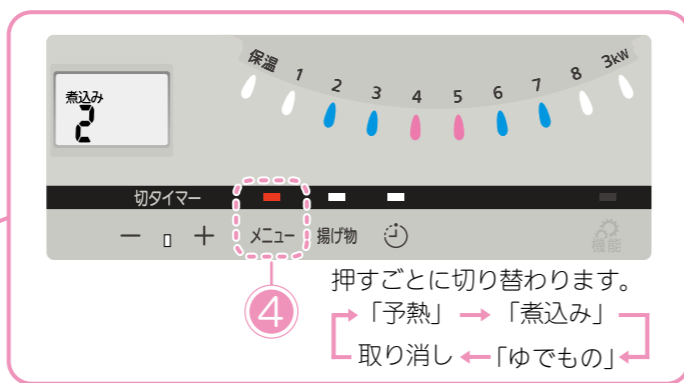 保温 1 2 3 4 5 6 7 8 3kW
煮込み
2
切タイマー
− 0 + メニュー 揚げ物 機能
4
押すごとに切り替わります。
「予熱」 → 「煮込み」
取り消し ← 「ゆでもの」